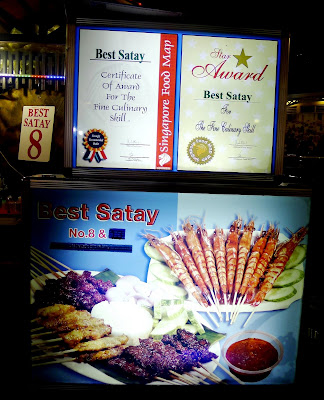 Best Satay
Certificate
Of Award
For The
Fine Culinary
Skill
Singapore Food Map
Star
Award
Best Satay
For
The Fine Culinary Skill
BEST
SATAY
8
Best Satay
No.8 &